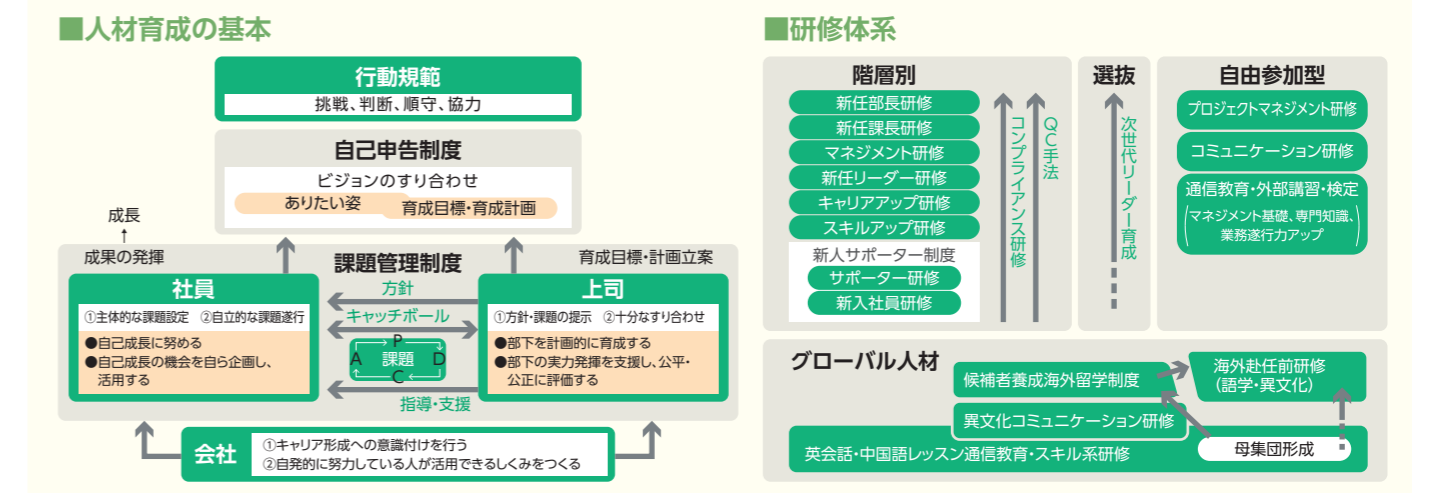 ■人材育成の基本
行動規範
挑戦、判断、順守、協力
自己申告制度
ビジョンのすり合わせ
ありたい姿
育成目標・育成計画
成長
↑
成果の発揮
課題管理制度
育成目標・計画立案
社員
①主体的な課題設定 ②自立的な課題遂行
●自己成長に努める
●自己成長の機会を自ら企画し、
活用する
方針
キャッチボール
P
A 課題 D
C
指導・支援
上司
①方針・課題の提示 ②十分なすり合わせ
●部下を計画的に育成する
●部下の実力発揮を支援し、公平・
公正に評価する
会社
①キャリア形成への意識付けを行う
②自発的に努力している人が活用できるしくみをつくる
■研修体系
階層別
新任部長研修
新任課長研修
マネジメント研修
新任リーダー研修
キャリアアップ研修
スキルアップ研修
新人サポーター制度
サポーター研修
新入社員研修
コンプライアンス研修
QC手法
選抜
次世代リーダー育成
自由参加型
プロジェクトマネジメント研修
コミュニケーション研修
通信教育・外部講習・検定
(マネジメント基礎、専門知識、
業務遂行力アップ)
グローバル人材
候補者養成海外留学制度
海外赴任前研修
(語学・異文化)
異文化コミュニケーション研修
英会話・中国語レッスン通信教育・スキル系研修
母集団形成